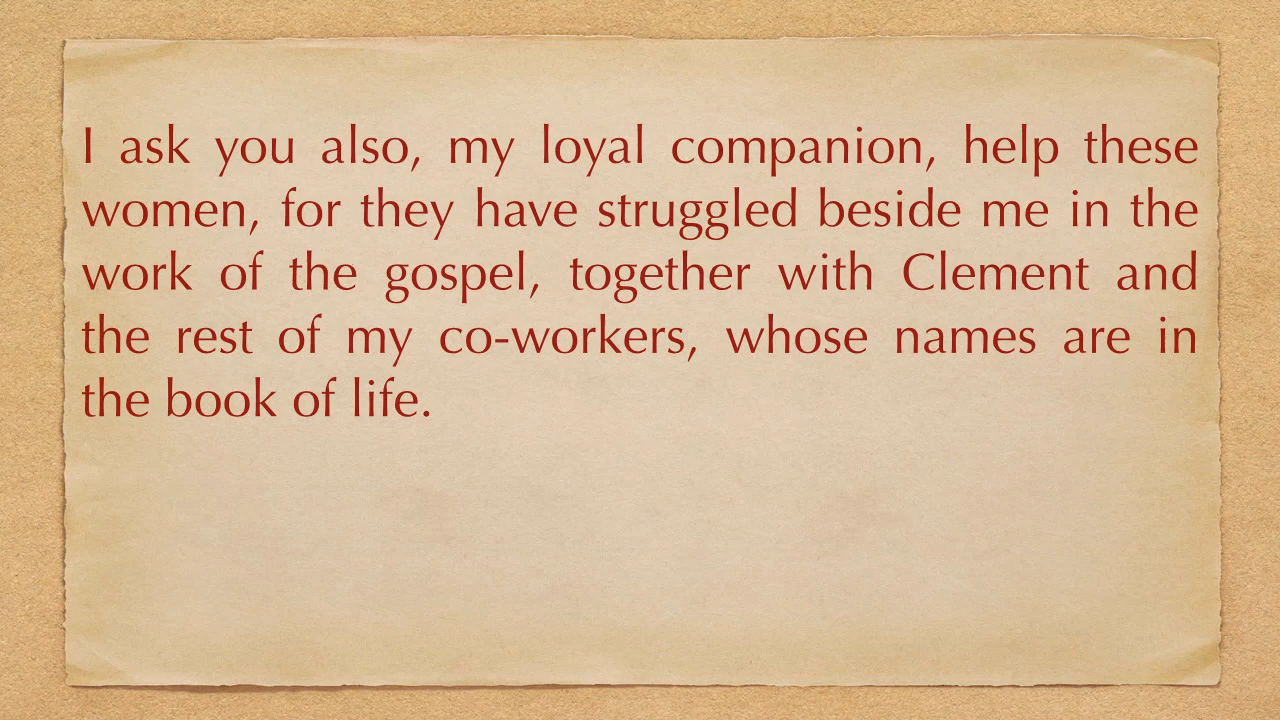 I ask you also, my loyal companion, help these
women, for they have struggled beside me in the
work of the gospel, together with Clement and
the rest of my co-workers, whose names are in
the book of life.